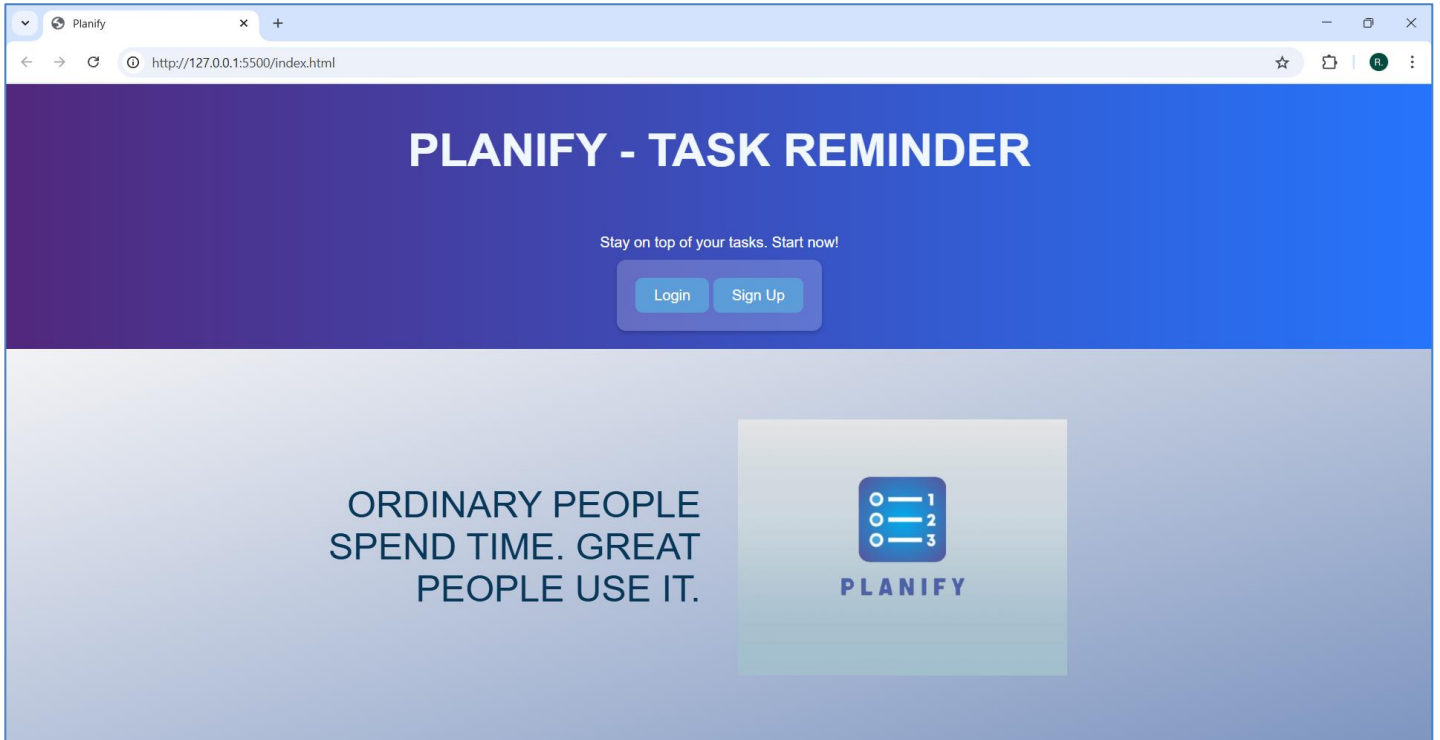 Planify
http://127.0.0.1:5500/index.html
R.
PLANIFY - TASK REMINDER
Stay on top of your tasks. Start now!
Login Sign Up
ORDINARY PEOPLE
SPEND TIME. GREAT
PEOPLE USE IT.
1
2
3
PLANIFY